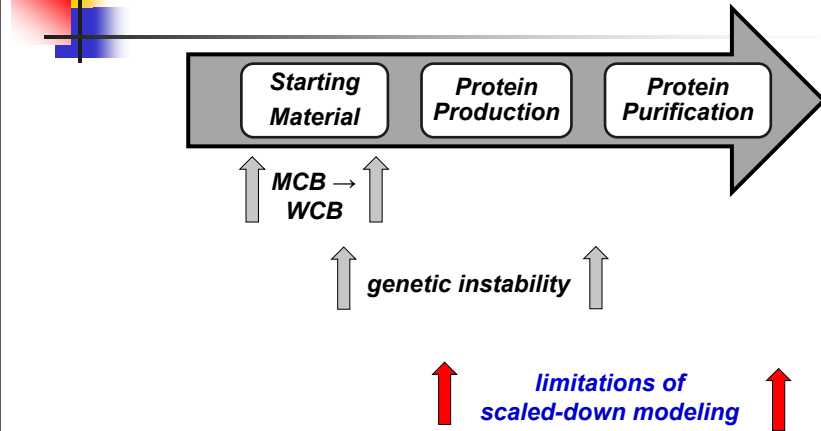 Starting
Material
Protein
Production
Protein
Purification
MCB →
WCB
genetic instability
limitations of
scaled-down modeling